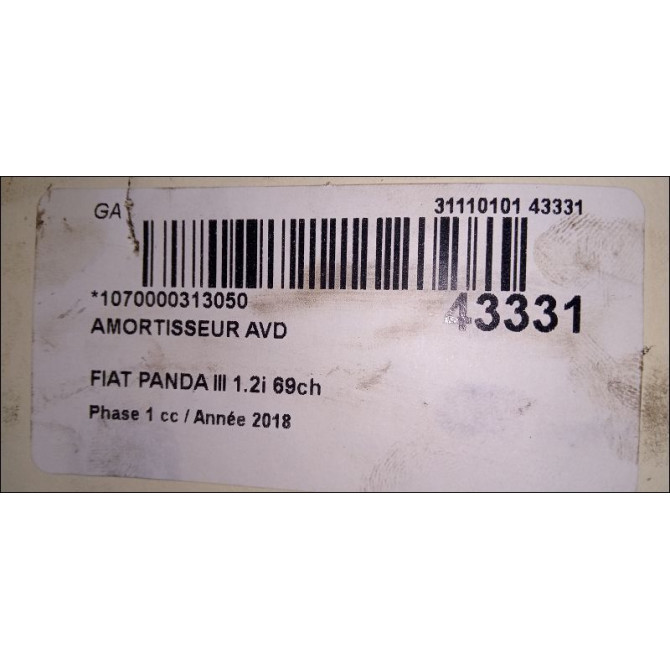 GA 31110101 43331
*1070000313050 43331
AMORTISSEUR AVD
FIAT PANDA III 1.2i 69ch
Phase 1 cc / Année 2018